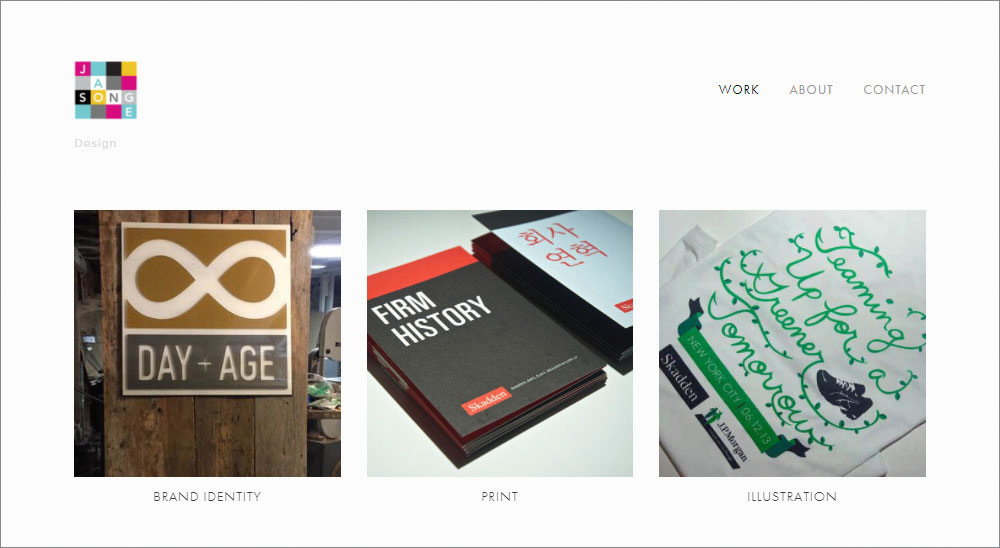 J
A
SONG
E
Design
WORK ABOUT CONTACT
DAY + AGE
FIRM
HISTORY
Skadden
회사
연혁
Skadden
Teaming
Up for a
Greener
Tomorrow
NEW YORK CITY 06.12.13
Skadden
J.P.Morgan
BRAND IDENTITY
PRINT
ILLUSTRATION